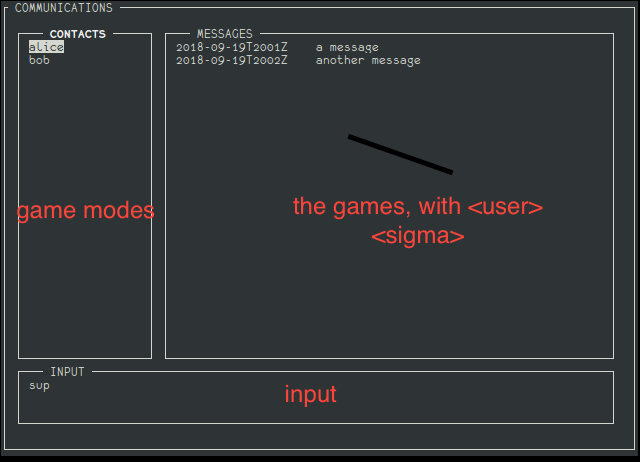 COMMUNICATIONS
CONTACTS
alice
bob
MESSAGES
2018-09-19T2001Z a message
2018-09-19T2002Z another message
game modes
the games, with <user>
<sigma>
INPUT
sup
input